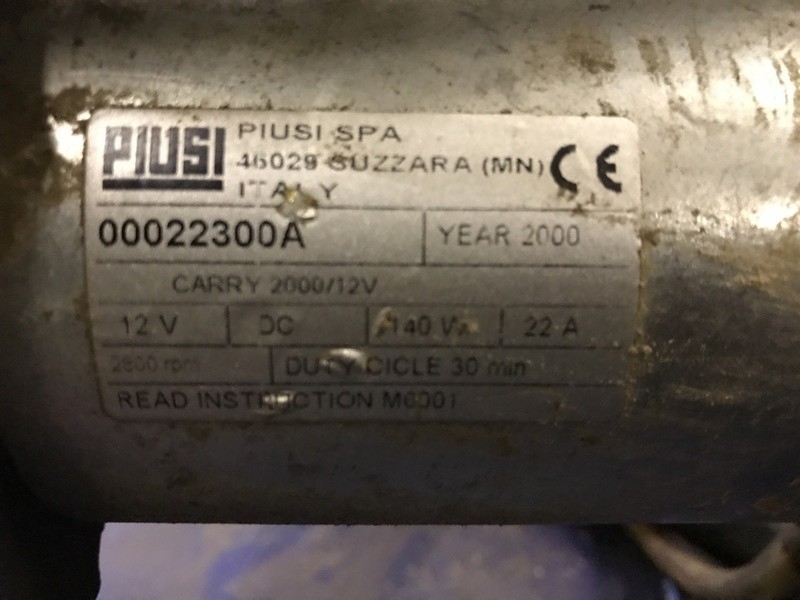 PIUSI
PIUSI SPA
46029 SUZZARA (MN)
ITALY
CE
00022300A
YEAR 2000
CARRY 2000/12V
12 V DC 140 W 22 A
2800 rpm DUTY CICLE 30 min
READ INSTRUCTION M0001